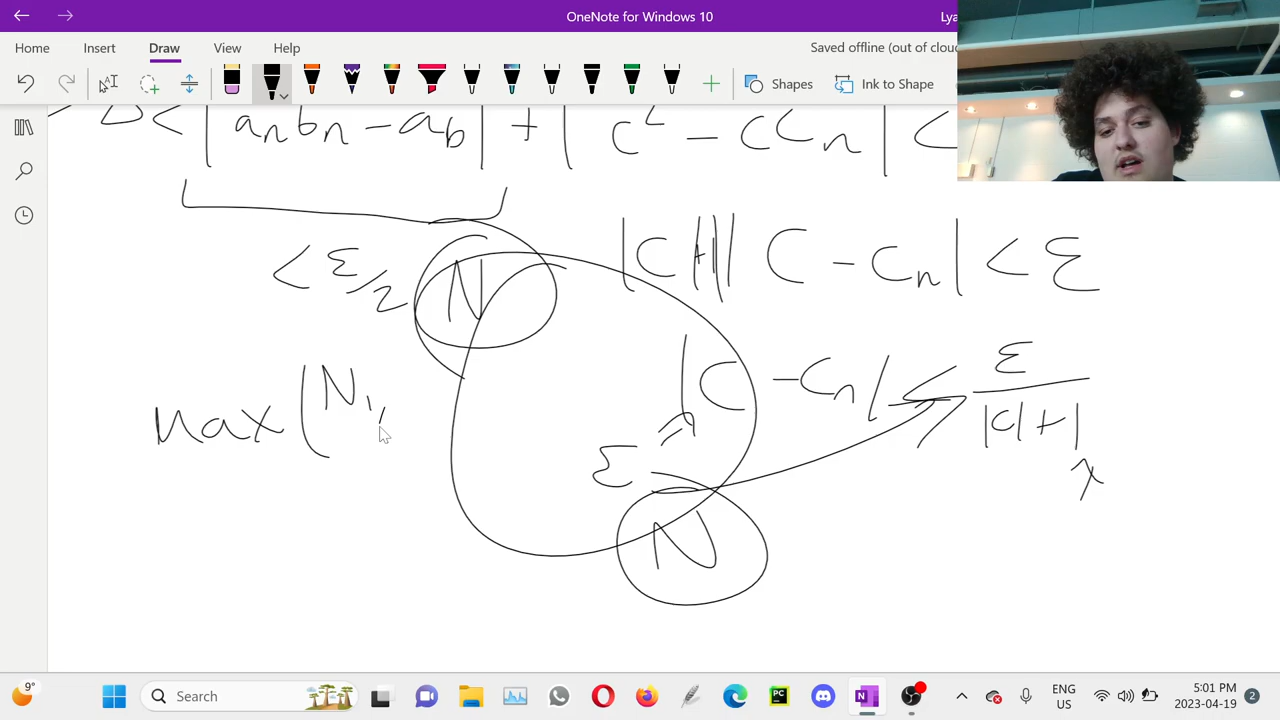 OneNote for Windows 10
Lya
Home Insert Draw View Help
Saved offline (out of clou
Shapes Ink to Shape
|anbn - ab| + |c² - ccn| <
< ε/2
N
|c|+1| |c - cn| < ε
|c - cn| < ε/|c|+1
Max (N,
ε
N
9°
Search
ENG
US
5:01 PM
2023-04-19
2